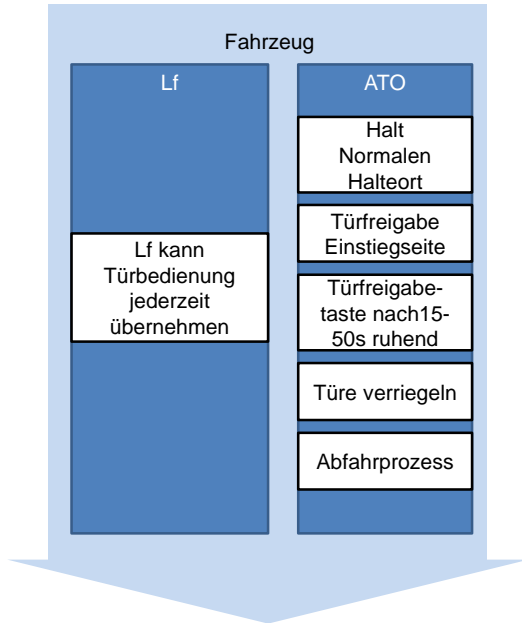 Fahrzeug
Lf
ATO
Halt
Normalen
Halteort
Türfreigabe
Einstiegseite
Lf kann
Türbedienung
jederzeit
übernehmen
Türfreigabe-
taste nach15-
50s ruhend
Türe verriegeln
Abfahrprozess